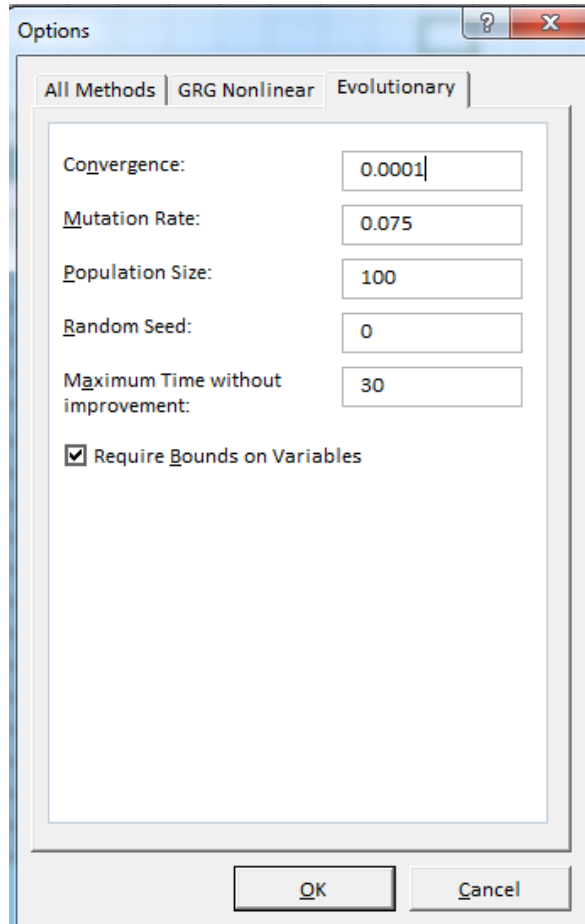 Options
?
X
All Methods
GRG Nonlinear
Evolutionary
Convergence:
0.0001
Mutation Rate:
0.075
Population Size:
100
Random Seed:
0
Maximum Time without
improvement:
30
Require Bounds on Variables
OK
Cancel